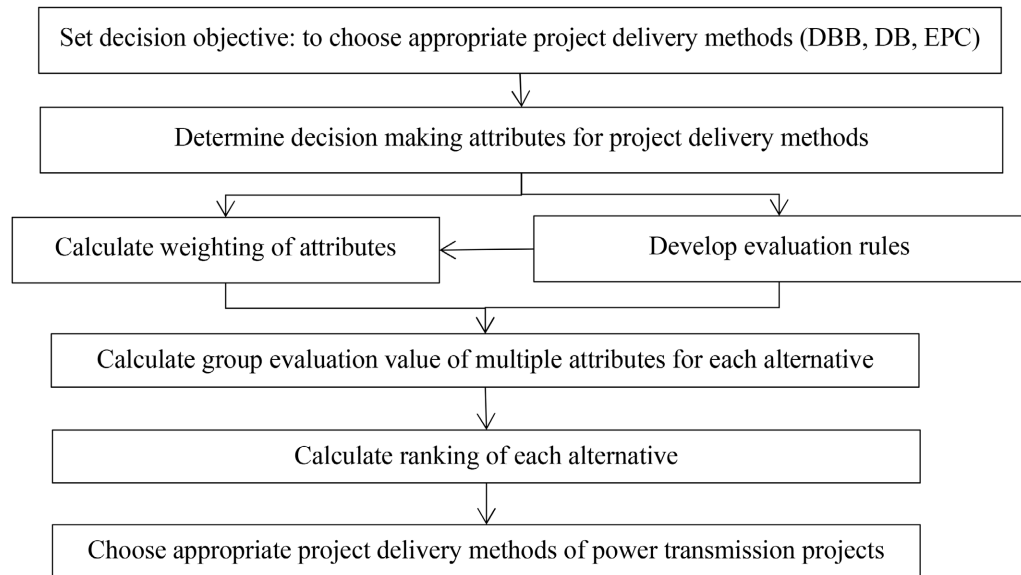 Set decision objective: to choose appropriate project delivery methods (DBB, DB, EPC)
Determine decision making attributes for project delivery methods
Calculate weighting of attributes
Develop evaluation rules
Calculate group evaluation value of multiple attributes for each alternative
Calculate ranking of each alternative
Choose appropriate project delivery methods of power transmission projects